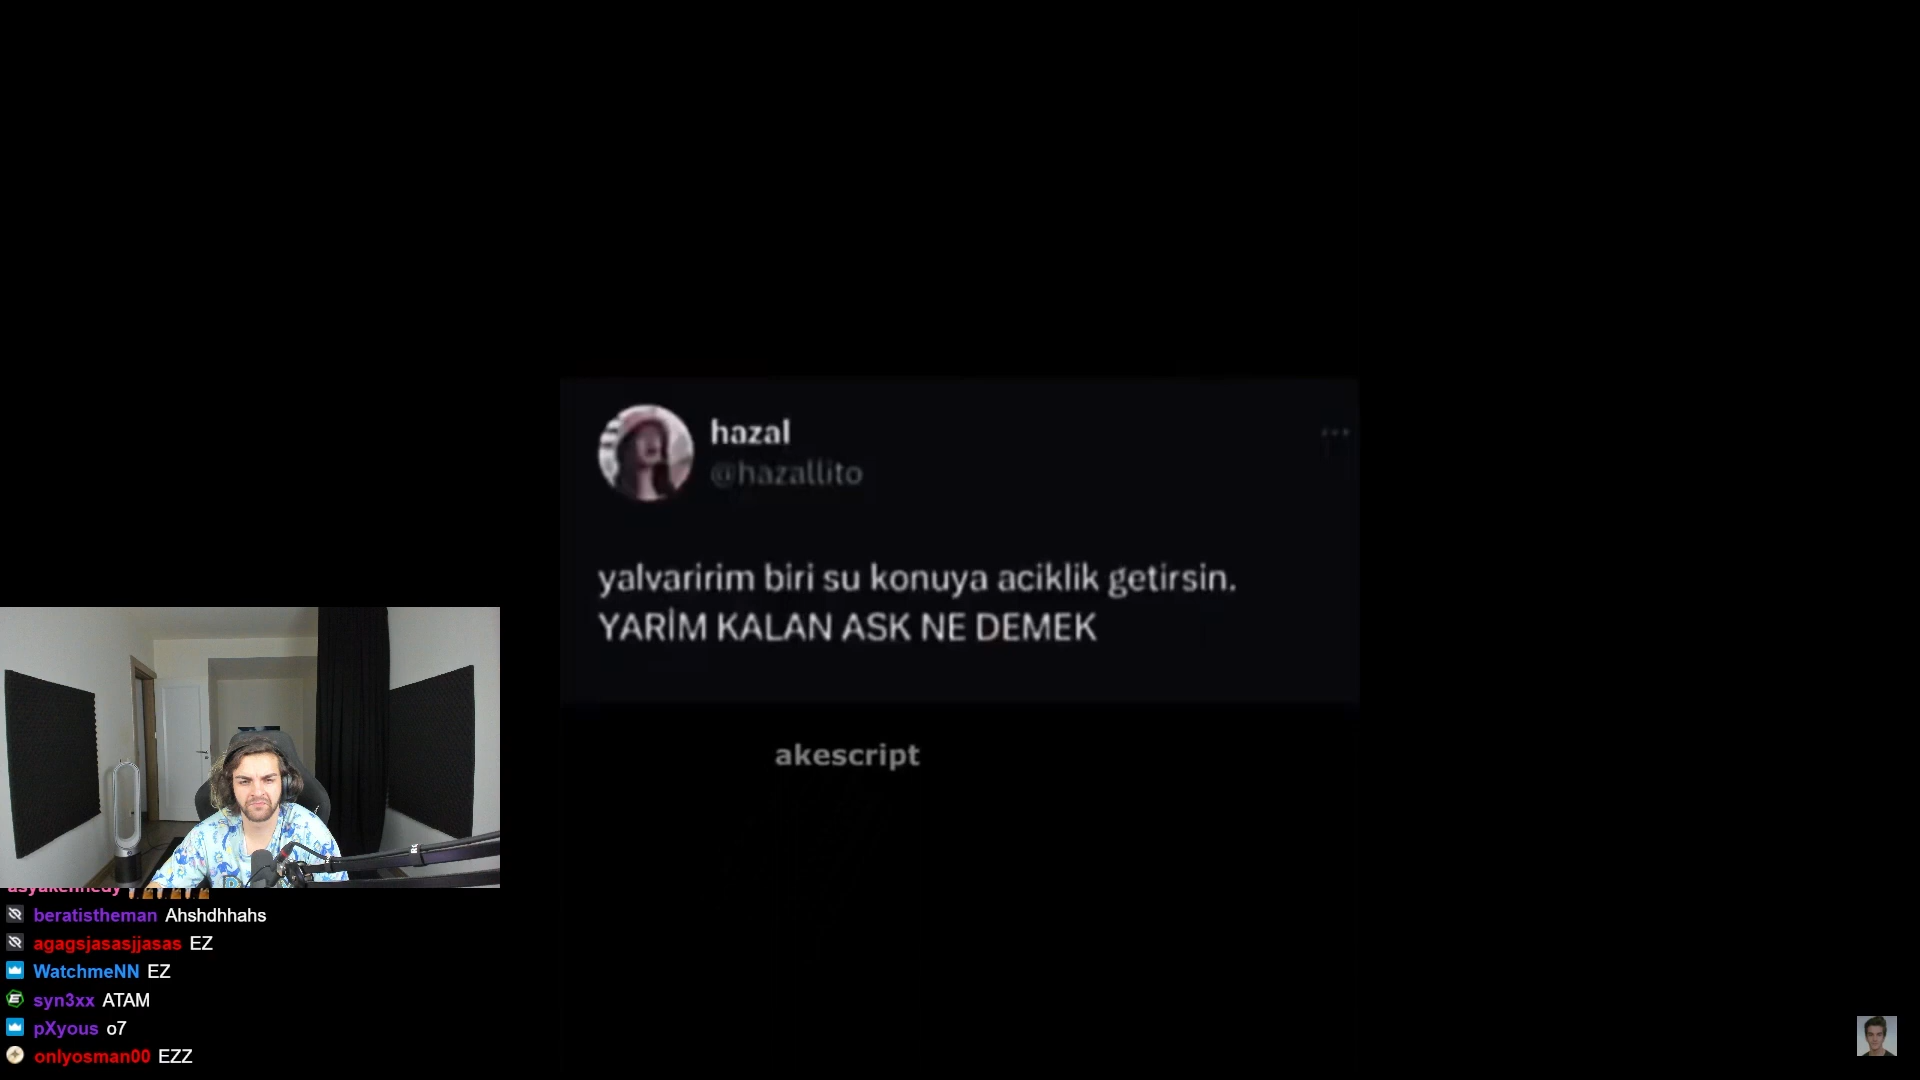 hazal
@hazallito
yalvaririm biri su konuya aciklik getirsin.
YARİM KALAN ASK NE DEMEK
akescript
asyakennedy
beratistheman Ahshdhhahs
agagsjasasjjasas EZ
WatchmeNN EZ
syn3xx ATAM
pXyous o7
onlyosman00 EZZ